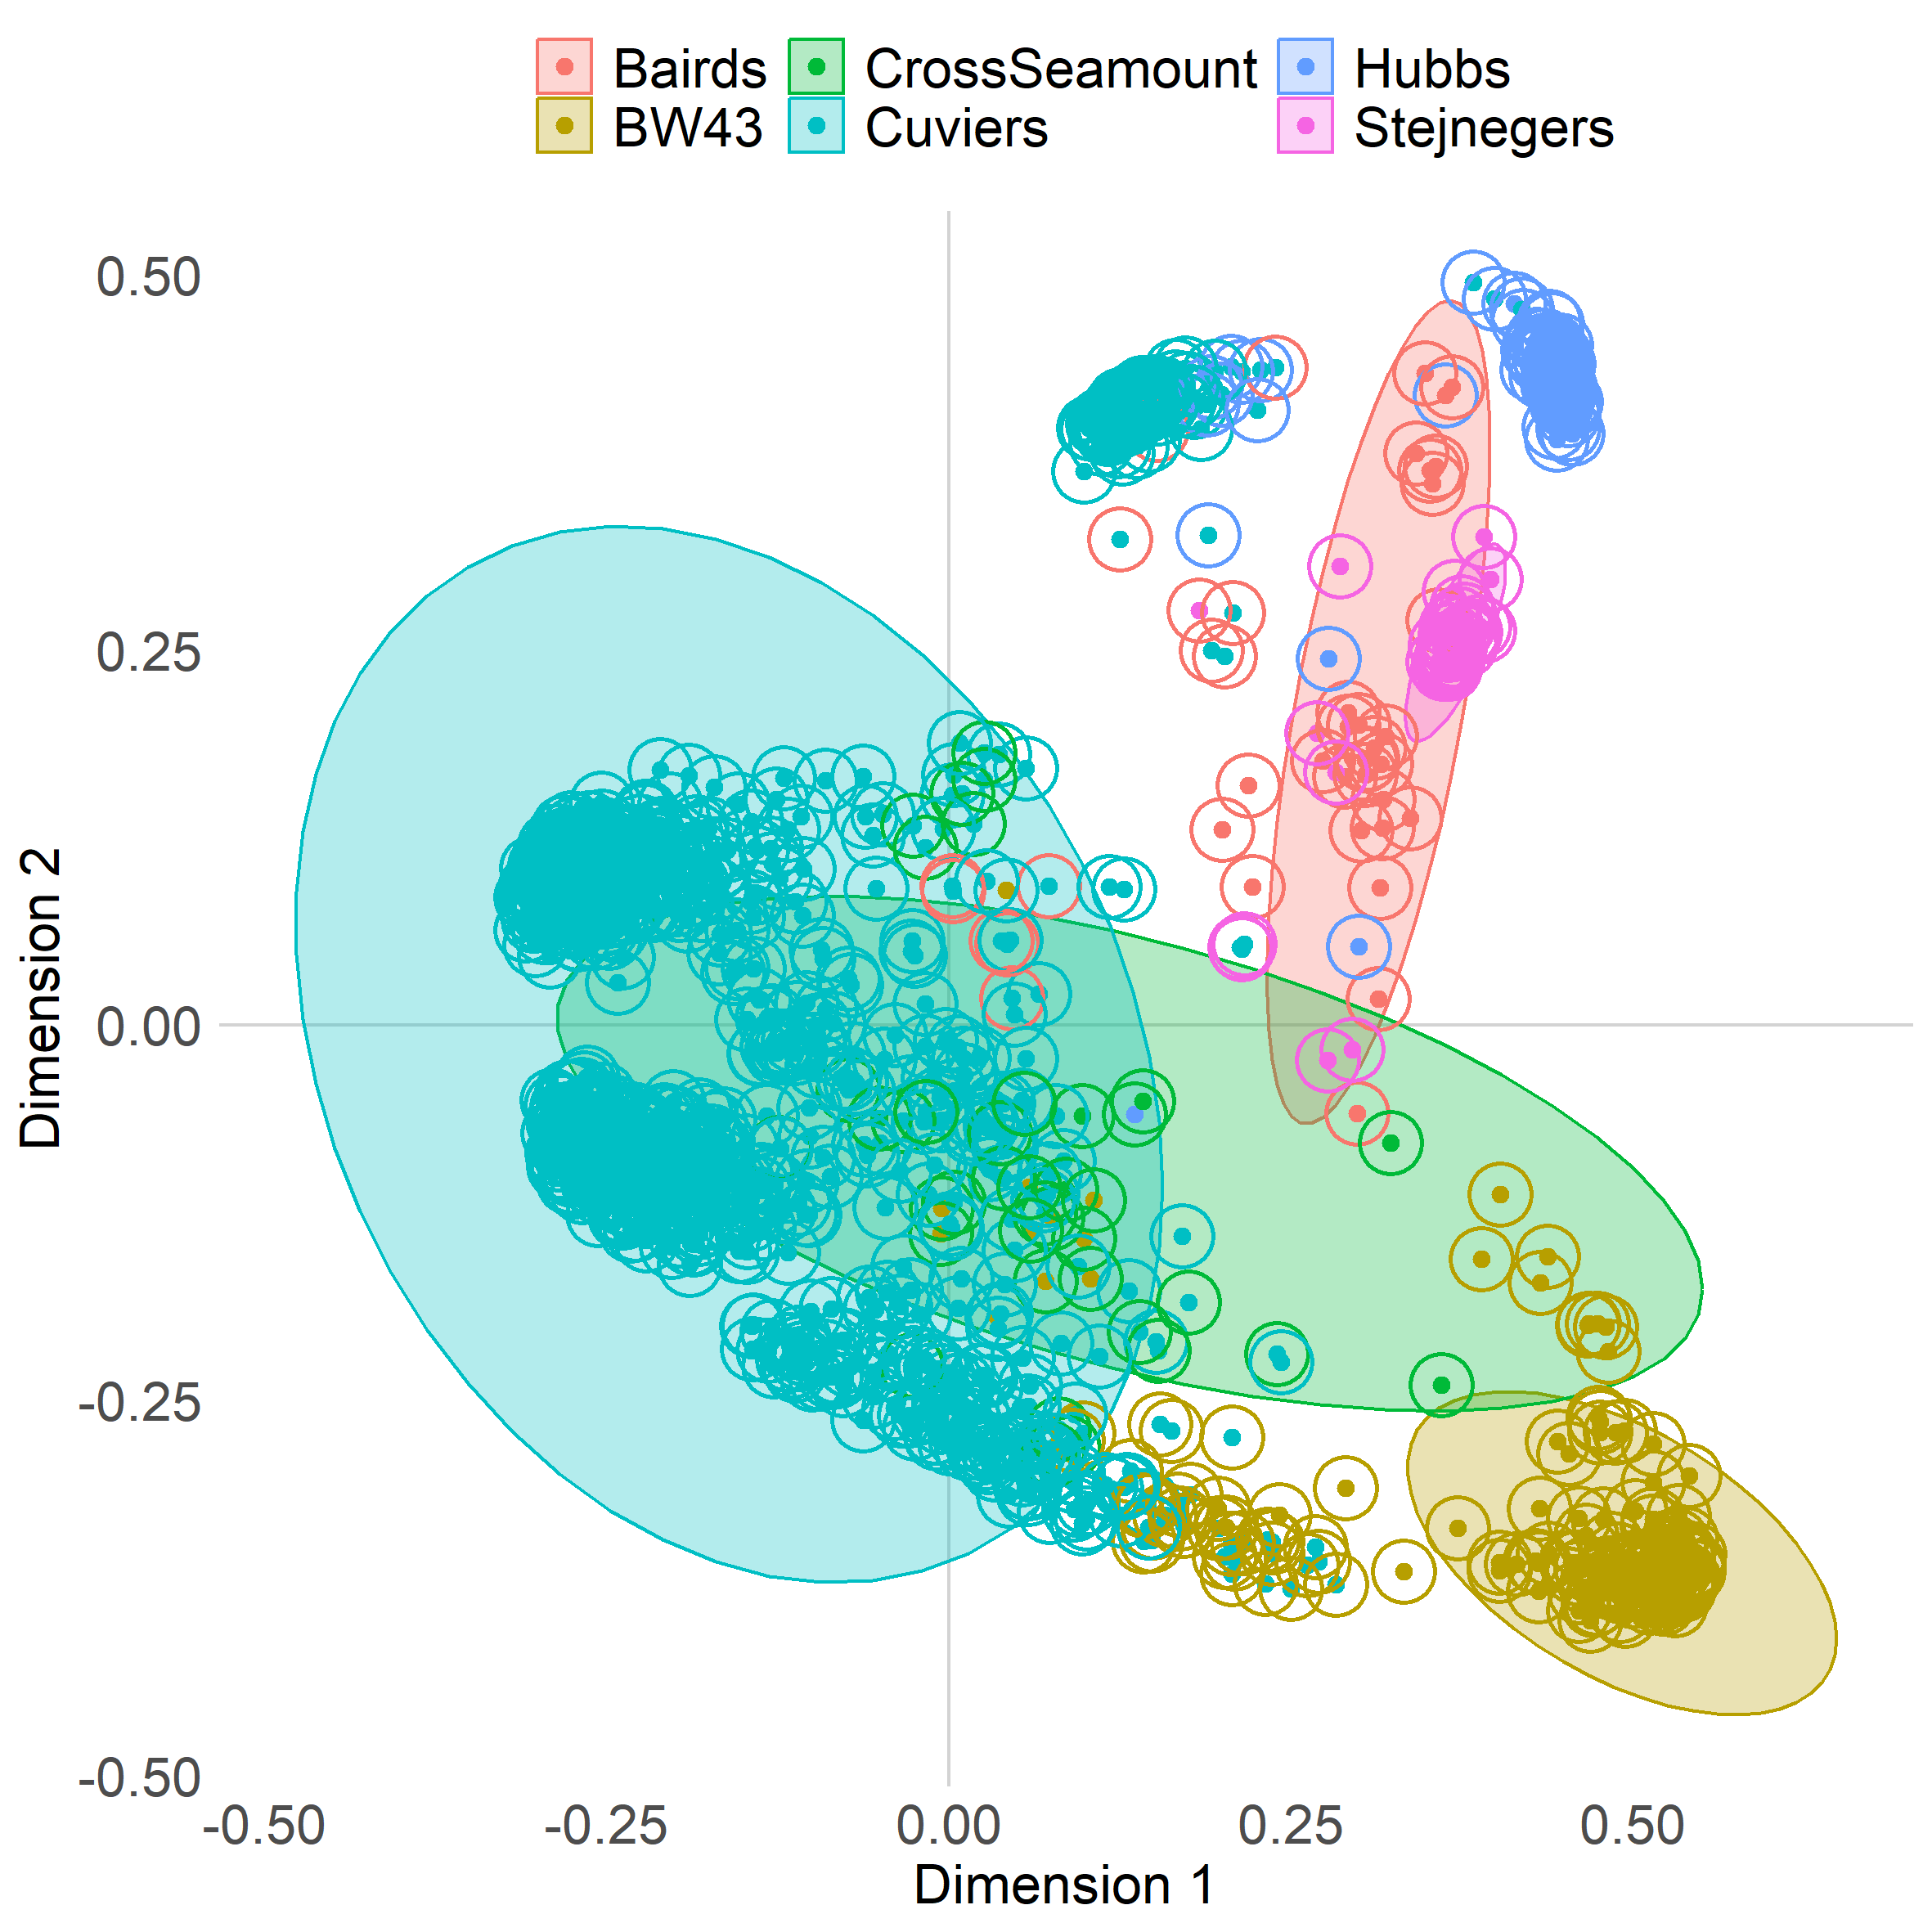 Bairds CrossSeamount Hubbs
BW43 Cuviers Stejnegers
0.50
0.25
0.00
-0.25
-0.50
Dimension 2
-0.50 -0.25 0.00 0.25 0.50
Dimension 1